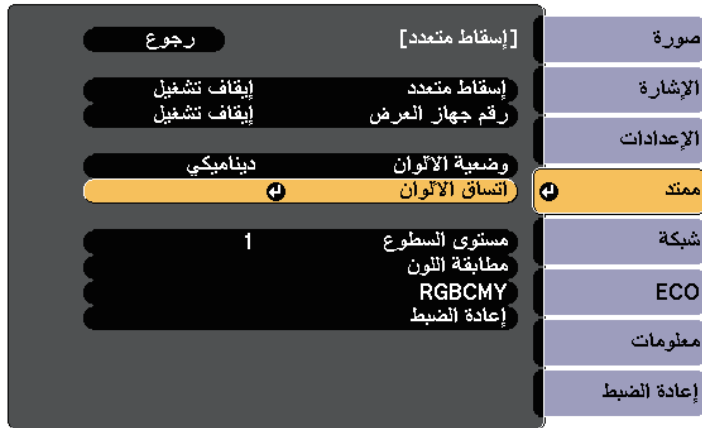 صورة
الإشارة
الإعدادات
ممتد
شبكة
ECO
معلومات
إعادة الضبط
[إسقاط متعدد] رجوع
إسقاط متعدد إيقاف تشغيل
رقم جهاز العرض إيقاف تشغيل
وضعية الألوان ديناميكي
اتساق الألوان
مستوى السطوع 1
مطابقة اللون
RGBCMY
إعادة الضبط